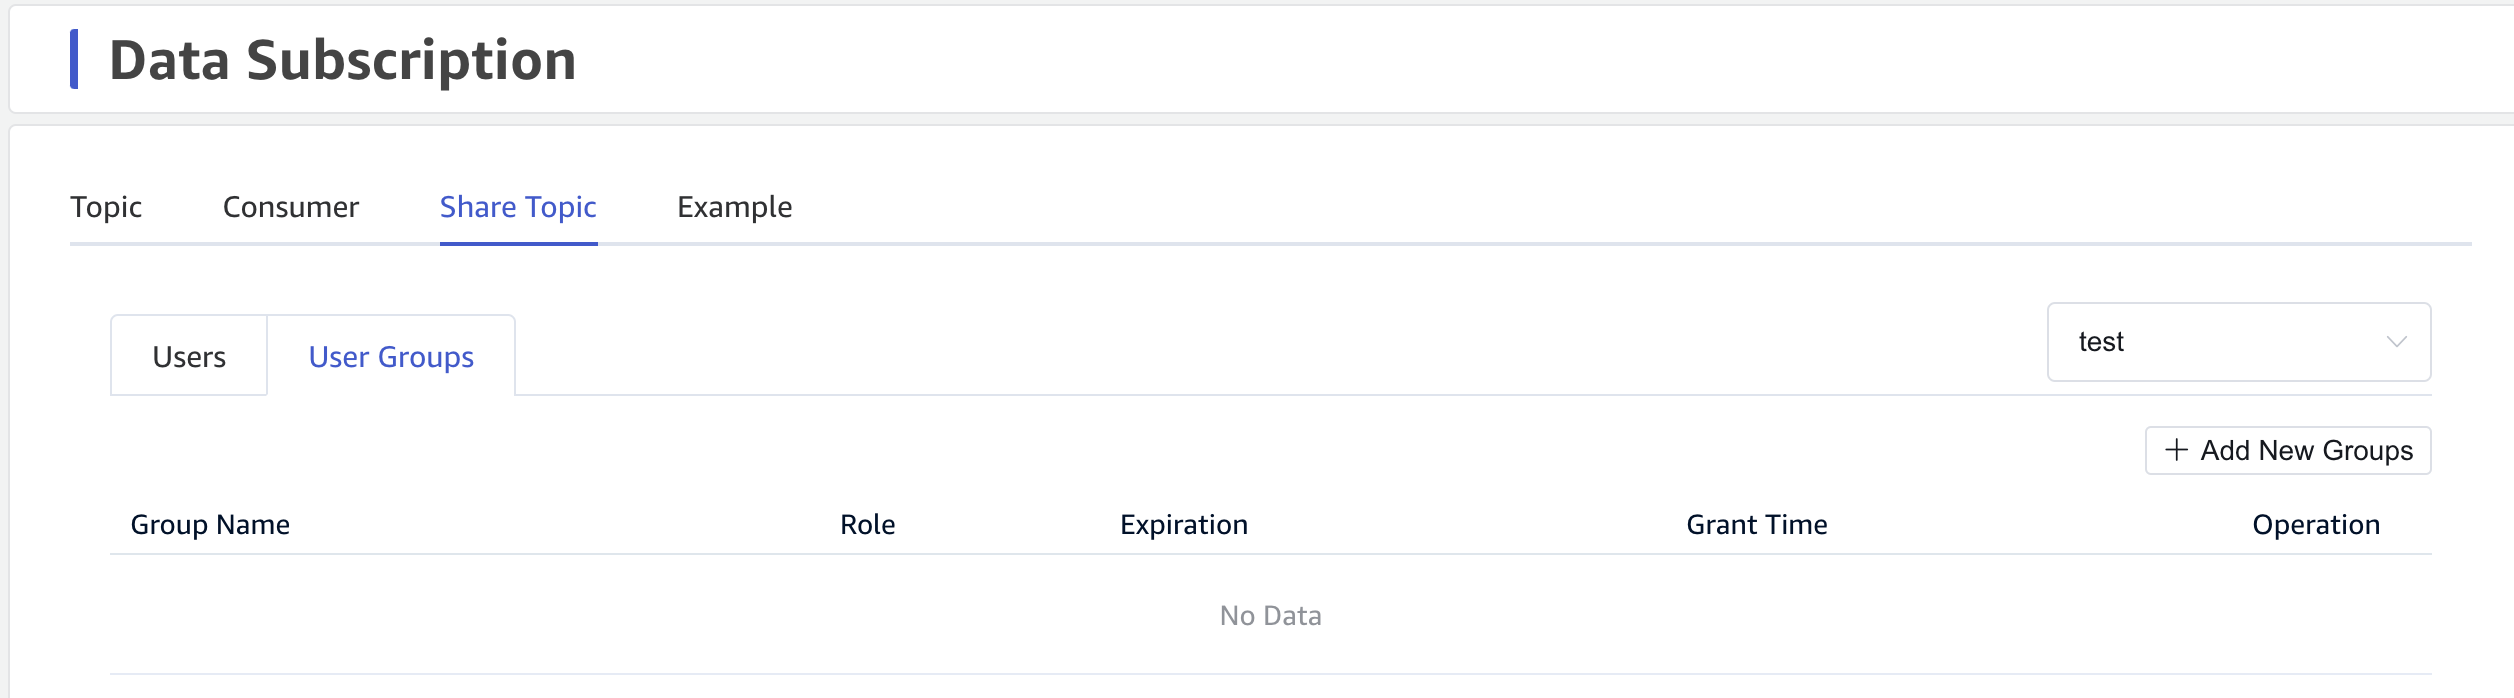 Data Subscription
Topic Consumer Share Topic Example
Users User Groups test
Add New Groups
Group Name Role Expiration Grant Time Operation
No Data